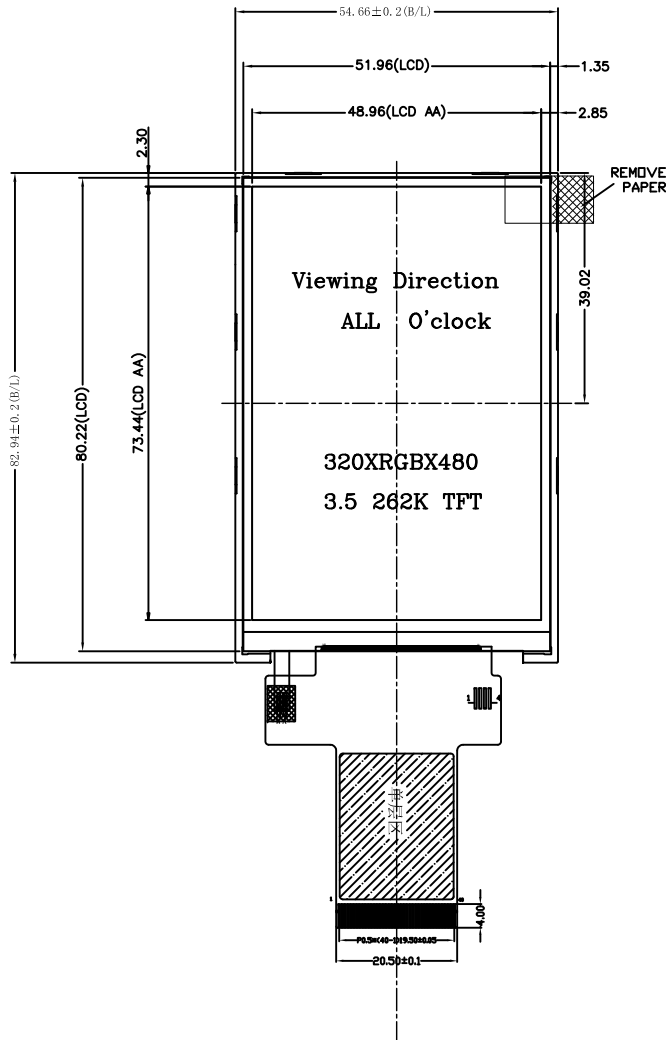 54.66±0.2(B/L)
51.96(LCD)
1.35
48.96(LCD AA)
2.85
2.30
REMOVE
PAPER
39.02
Viewing Direction
ALL O'clock
82.94±0.2(B/L)
80.22(LCD)
73.44(LCD AA)
320XRGBX480
3.5 262K TFT
1
4
单层区
1
40
4.00
P0.5*(40-1)19.50±0.05
20.50±0.1